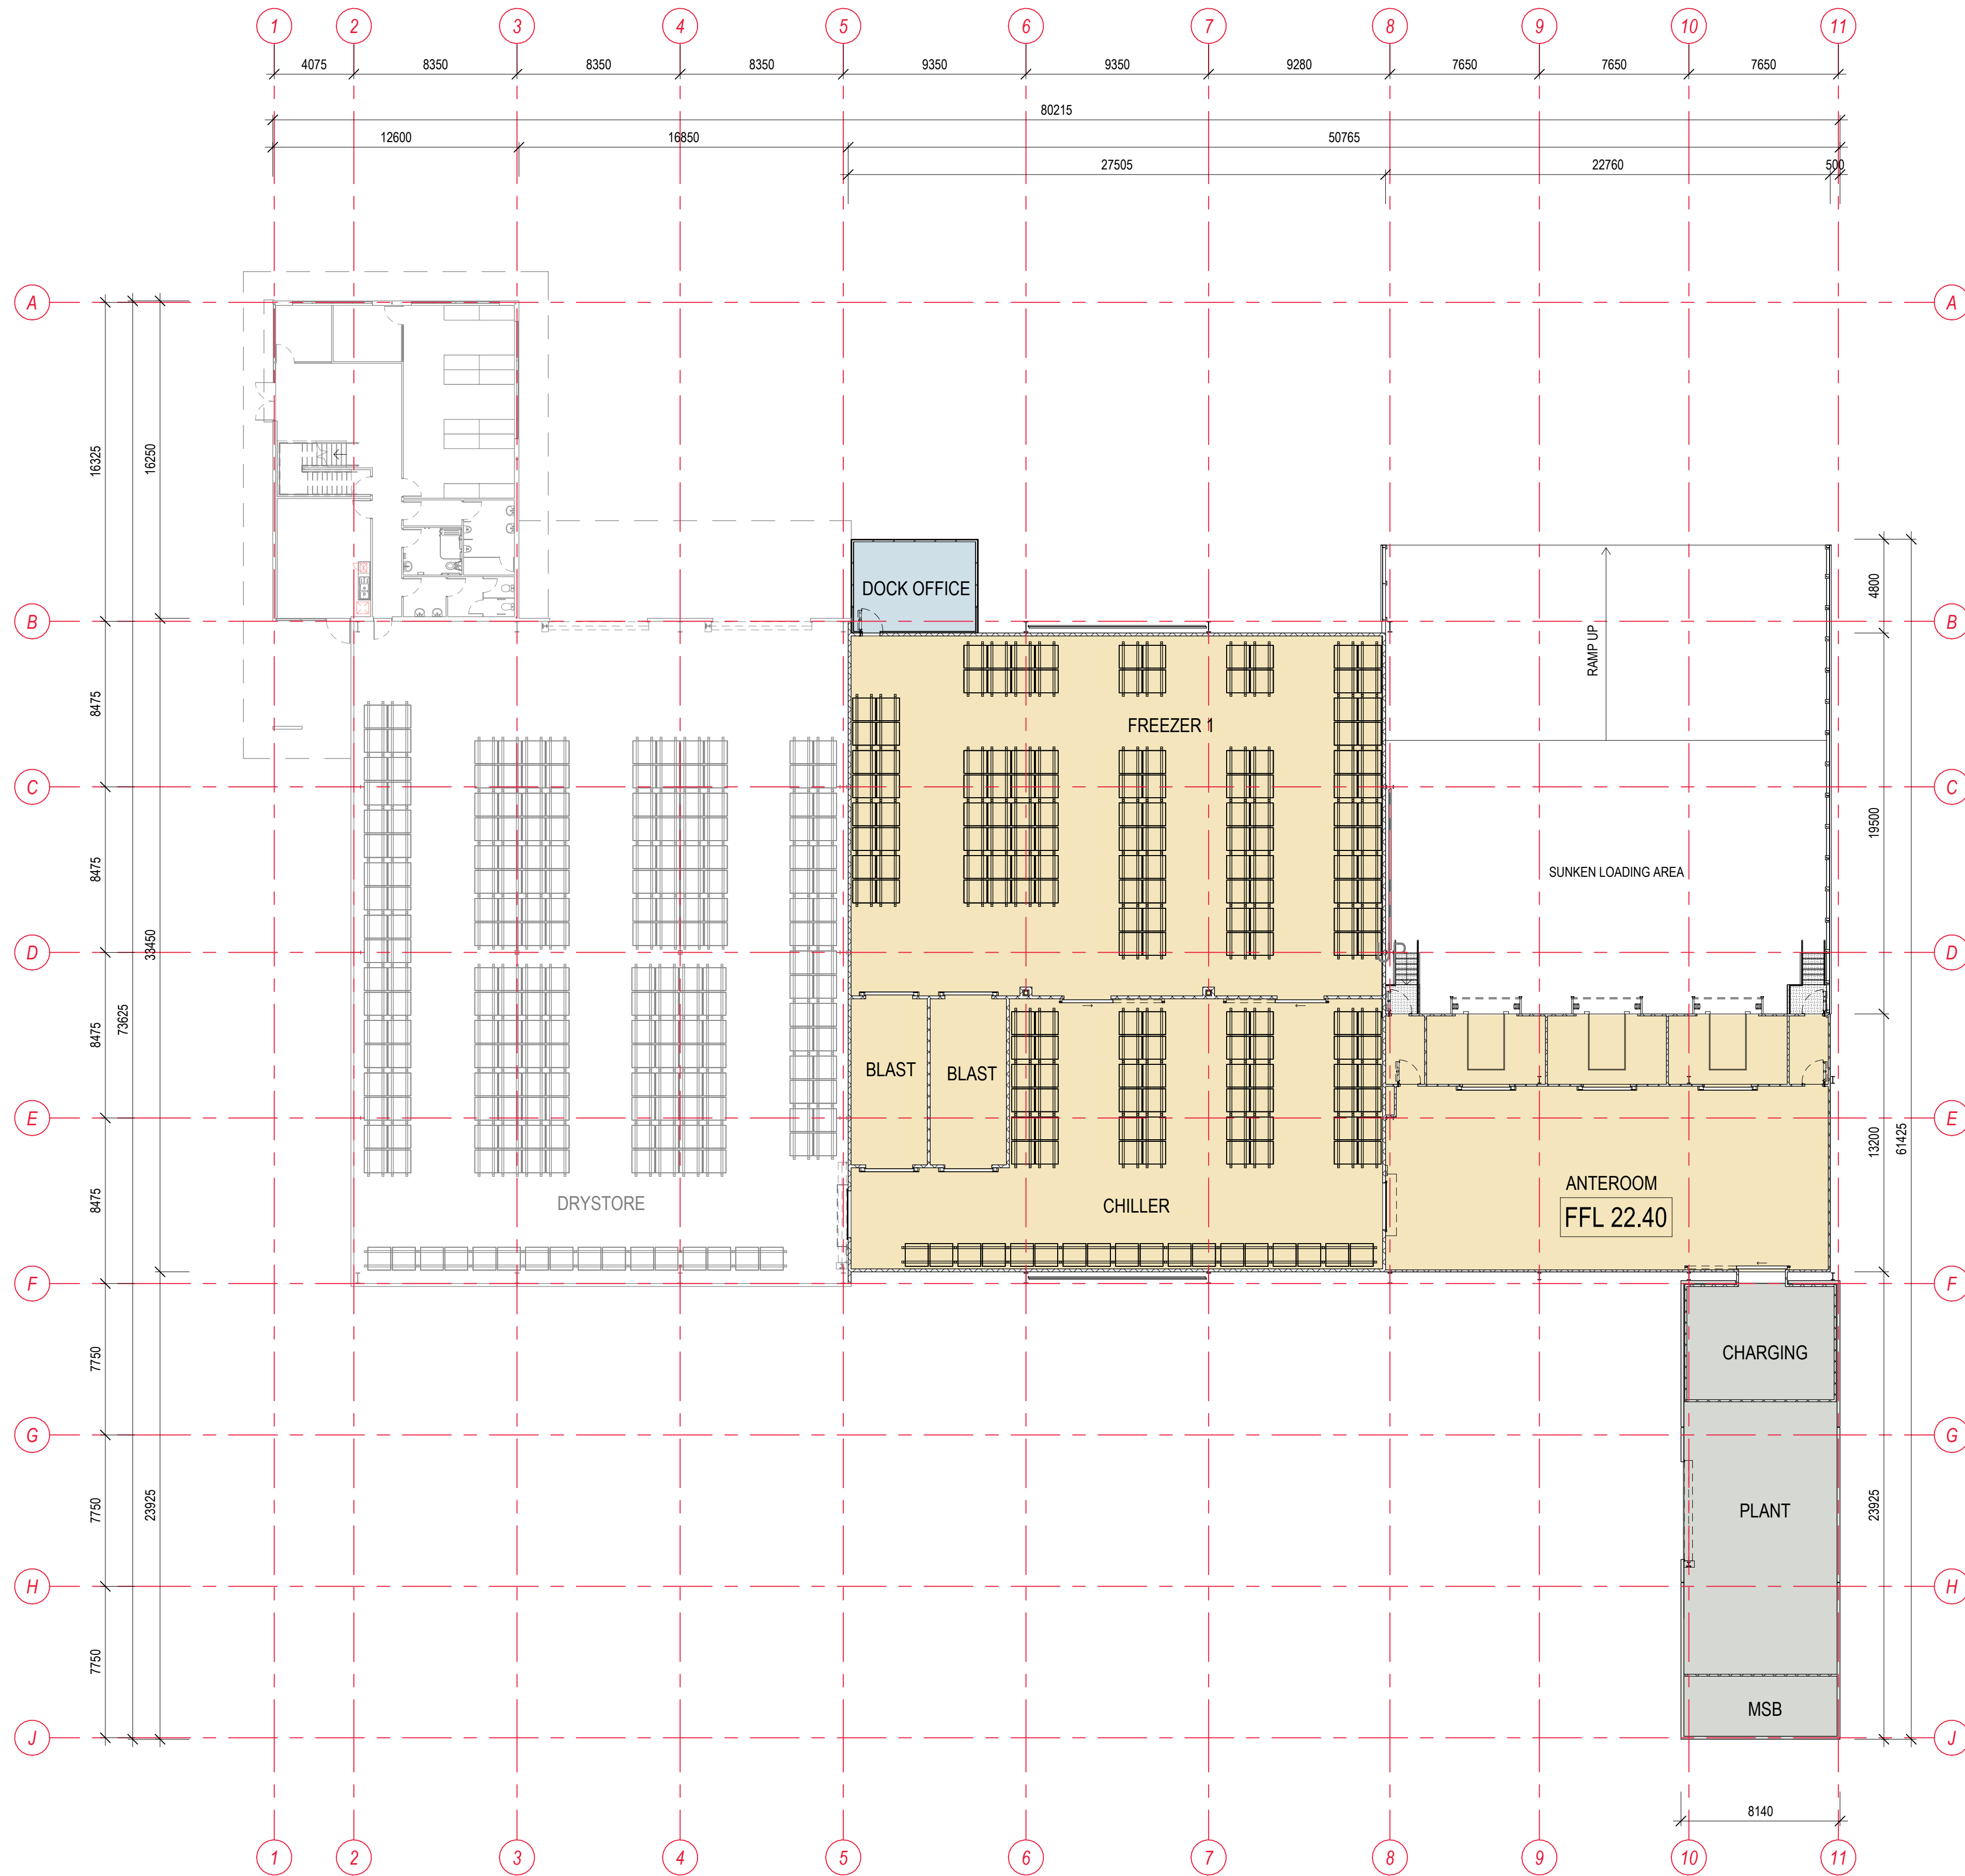 1 2 3 4 5 6 7 8 9 10 11
4075 8350 8350 8350 9350 9350 9280 7650 7650 7650
80215
12600 16850 50765
27505 22760 500
A A
16325 16250
DOCK OFFICE
4800
B B
RAMP UP
8475
FREEZER 1
C C
19500
8475
SUNKEN LOADING AREA
33450
D D
73625
8475
BLAST BLAST
E E
13200 61425
8475
DRYSTORE
CHILLER
ANTEROOM
FFL 22.40
F F
7750
CHARGING
G G
7750
23925
PLANT
23925
H H
7750
MSB
J J
8140
1 2 3 4 5 6 7 8 9 10 11